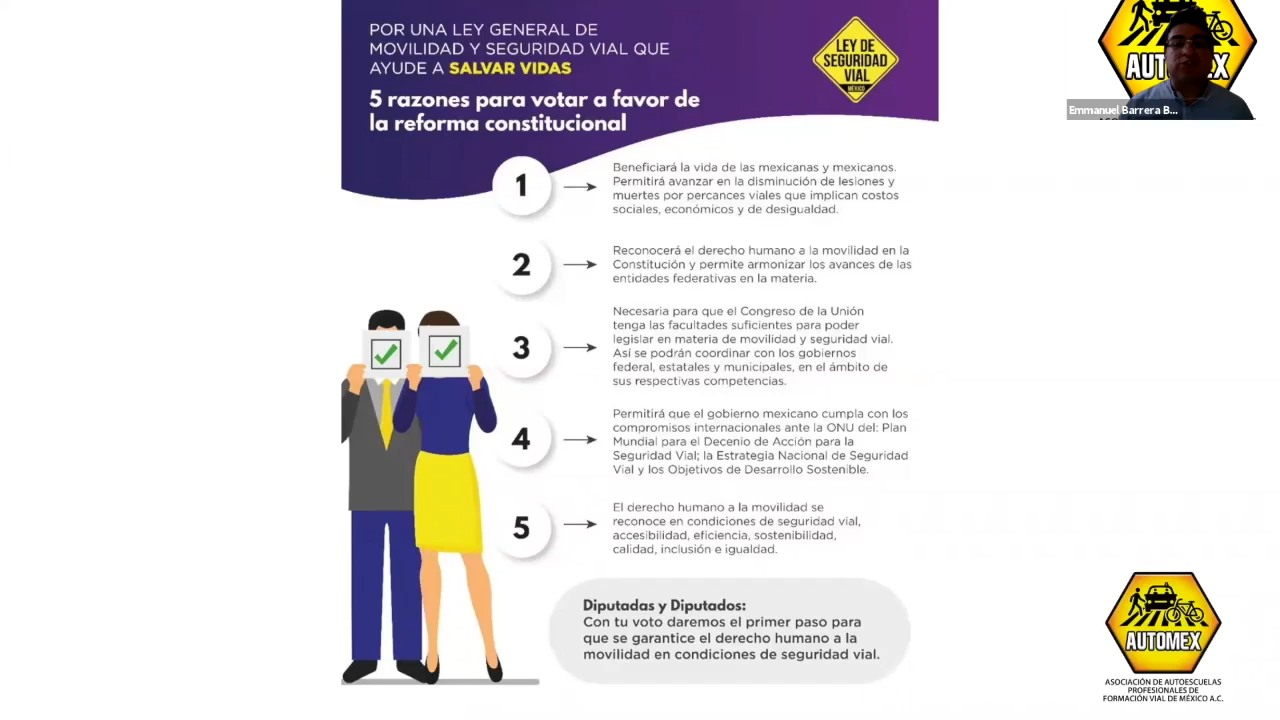 POR UNA LEY GENERAL DE
MOVILIDAD Y SEGURIDAD VIAL QUE
AYUDE A SALVAR VIDAS
5 razones para votar a favor de
la reforma constitucional
LEY DE
SEGURIDAD
VIAL
MÉXICO
AUTOMEX
Emmanuel Barrera B...
1
Beneficiará la vida de las mexicanas y mexicanos.
Permitirá avanzar en la disminución de lesiones y
muertes por percances viales que implican costos
sociales, económicos y de desigualdad.
2
Reconocerá el derecho humano a la movilidad en la
Constitución y permite armonizar los avances de las
entidades federativas en la materia.
3
Necesaria para que el Congreso de la Unión
tenga las facultades suficientes para poder
legislar en materia de movilidad y seguridad vial.
Así se podrán coordinar con los gobiernos
federal, estatales y municipales, en el ámbito de
sus respectivas competencias.
4
Permitirá que el gobierno mexicano cumpla con los
compromisos internacionales ante la ONU del: Plan
Mundial para el Decenio de Acción para la
Seguridad Vial; la Estrategia Nacional de Seguridad
Vial y los Objetivos de Desarrollo Sostenible.
5
El derecho humano a la movilidad se
reconoce en condiciones de seguridad vial,
accesibilidad, eficiencia, sostenibilidad,
calidad, inclusión e igualdad.
Diputadas y Diputados:
Con tu voto daremos el primer paso para
que se garantice el derecho humano a la
movilidad en condiciones de seguridad vial.
AUTOMEX
ASOCIACIÓN DE AUTOESCUELAS
PROFESIONALES DE
FORMACIÓN VIAL DE MÉXICO A.C.